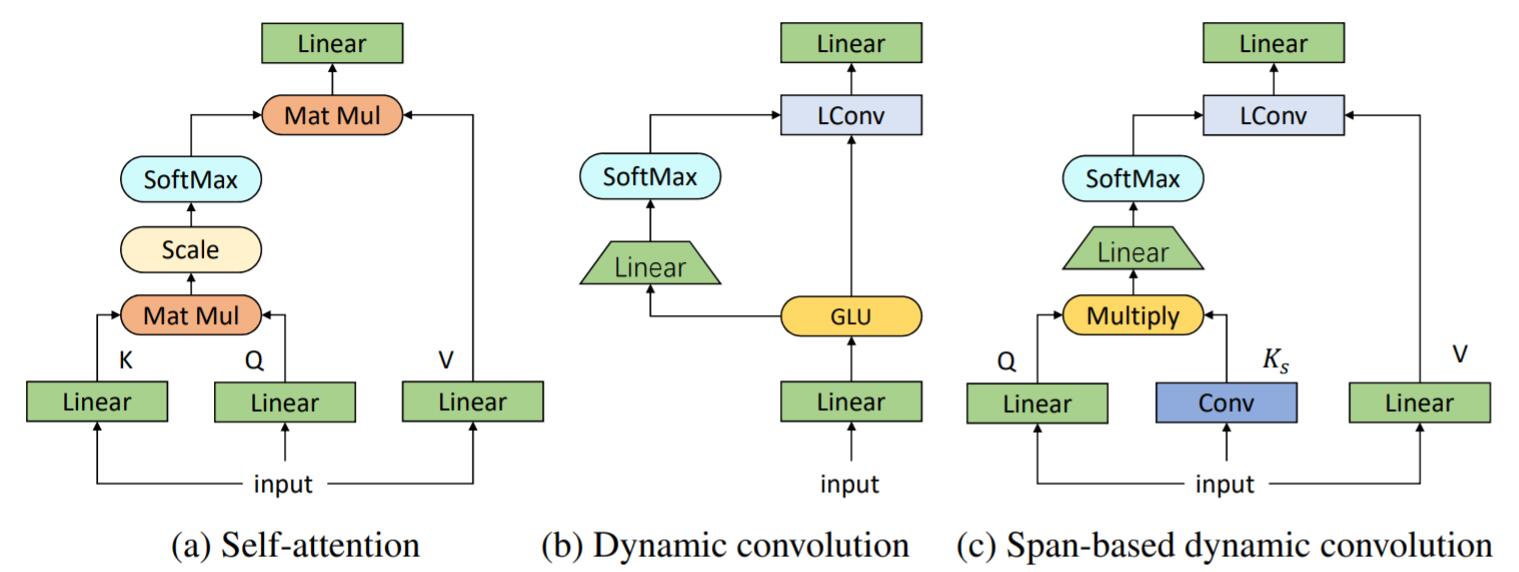 Linear
Mat Mul
SoftMax
Scale
Mat Mul
K
Q
V
Linear
Linear
Linear
input
(a) Self-attention
Linear
LConv
SoftMax
Linear
GLU
Linear
input
(b) Dynamic convolution
Linear
LConv
SoftMax
Linear
Multiply
Q
Kₛ
V
Linear
Conv
Linear
input
(c) Span-based dynamic convolution